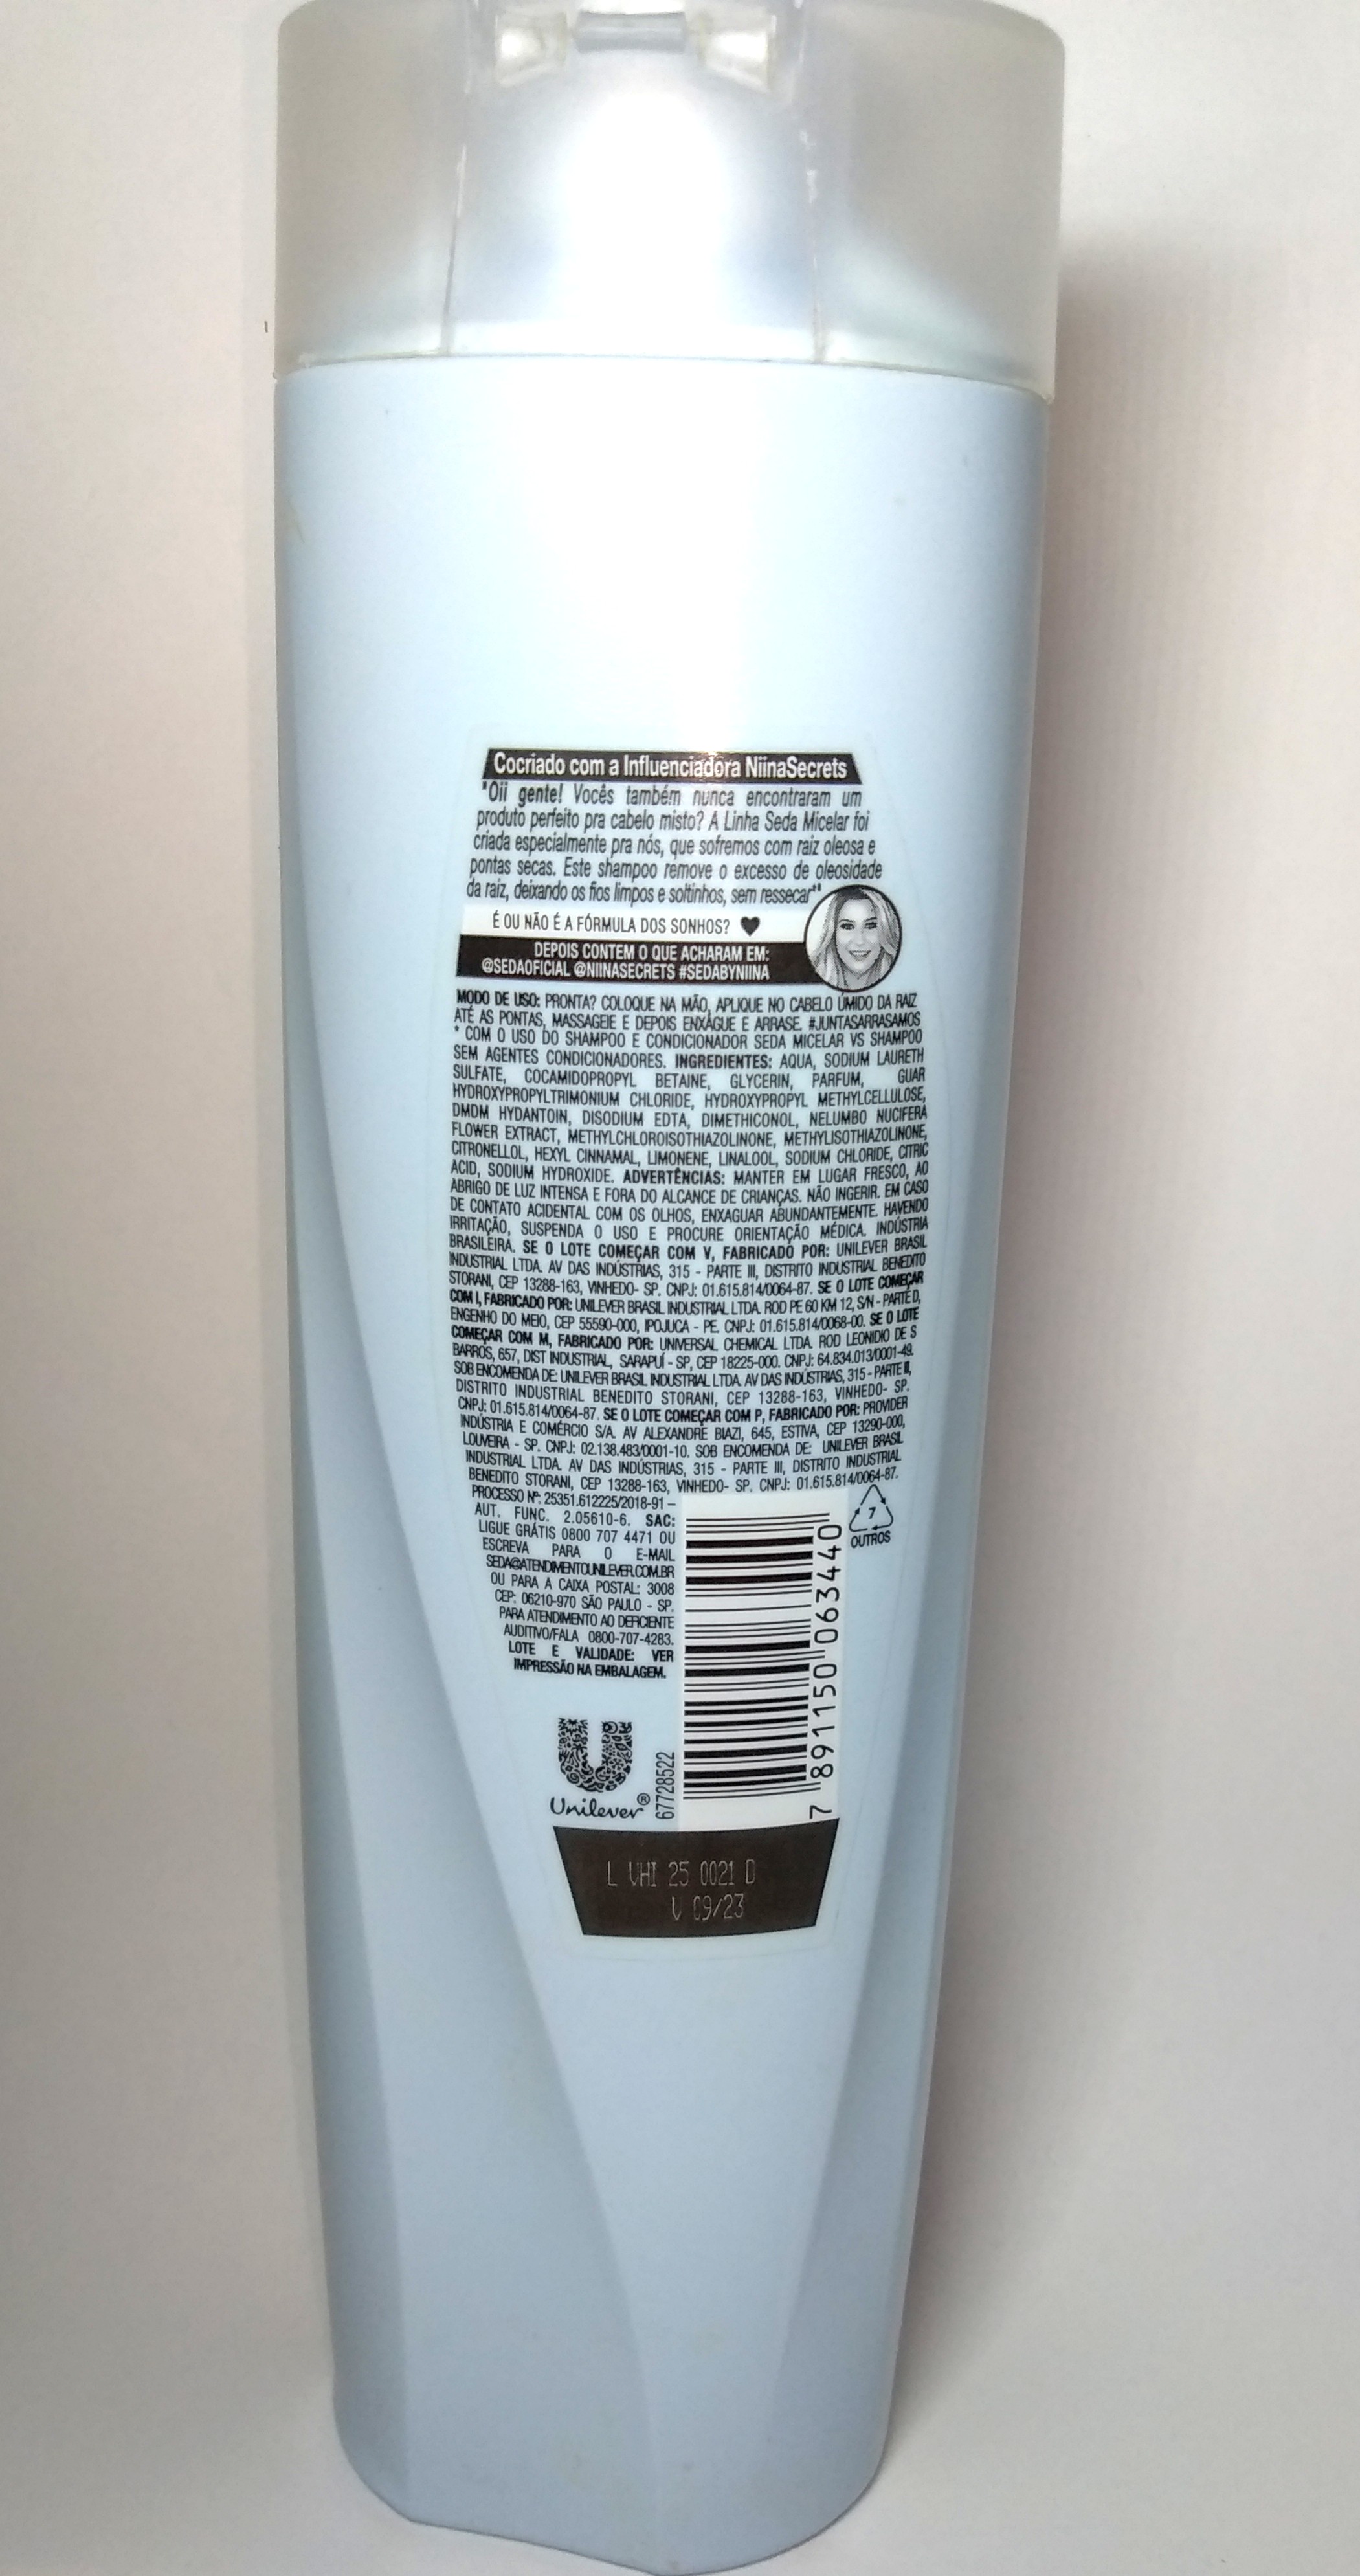 Cocriado com a Influenciadora NiinaSecrets
"Oii gente! Vocês também nunca encontraram um
produto perfeito pra cabelo misto? A Linha Seda Micelar foi
criada especialmente pra nós, que sofremos com raiz oleosa e
pontas secas. Este shampoo remove o excesso de oleosidade
da raiz, deixando os fios limpos e soltinhos, sem ressecar*"
É OU NÃO É A FÓRMULA DOS SONHOS? ♥
DEPOIS CONTEM O QUE ACHARAM EM:
@SEDAOFICIAL @NIINASECRETS #SEDABYNIINA
MODO DE USO: PRONTA? COLOQUE NA MÃO, APLIQUE NO CABELO ÚMIDO DA RAIZ
ATÉ AS PONTAS, MASSAGEIE E DEPOIS ENXÁGUE E ARRASE. #JUNTASARRASAMOS
* COM O USO DO SHAMPOO E CONDICIONADOR SEDA MICELAR VS SHAMPOO
SEM AGENTES CONDICIONADORES. INGREDIENTES: AQUA, SODIUM LAURETH
SULFATE, COCAMIDOPROPYL BETAINE, GLYCERIN, PARFUM, GUAR
HYDROXYPROPYLTRIMONIUM CHLORIDE, HYDROXYPROPYL METHYLCELLULOSE,
DMDM HYDANTOIN, DISODIUM EDTA, DIMETHICONOL, NELUMBO NUCIFERA
FLOWER EXTRACT, METHYLCHLOROISOTHIAZOLINONE, METHYLISOTHIAZOLINONE,
CITRONELLOL, HEXYL CINNAMAL, LIMONENE, LINALOOL, SODIUM CHLORIDE, CITRIC
ACID, SODIUM HYDROXIDE. ADVERTÊNCIAS: MANTER EM LUGAR FRESCO, AO
ABRIGO DE LUZ INTENSA E FORA DO ALCANCE DE CRIANÇAS. NÃO INGERIR. EM CASO
DE CONTATO ACIDENTAL COM OS OLHOS, ENXAGUAR ABUNDANTEMENTE. HAVENDO
IRRITAÇÃO, SUSPENDA O USO E PROCURE ORIENTAÇÃO MÉDICA. INDÚSTRIA
BRASILEIRA. SE O LOTE COMEÇAR COM V, FABRICADO POR: UNILEVER BRASIL
INDUSTRIAL LTDA. AV DAS INDÚSTRIAS, 315 - PARTE III, DISTRITO INDUSTRIAL BENEDITO
STORANI, CEP 13288-163, VINHEDO- SP. CNPJ: 01.615.814/0064-87. SE O LOTE COMEÇAR
COM I, FABRICADO POR: UNILEVER BRASIL INDUSTRIAL LTDA. ROD PE 60 KM 12, S/N - PARTE D,
ENGENHO DO MEIO, CEP 55590-000, IPOJUCA - PE. CNPJ: 01.615.814/0068-00. SE O LOTE
COMEÇAR COM M, FABRICADO POR: UNIVERSAL CHEMICAL LTDA. ROD LEONIDIO DE S
BARROS, 657, DIST INDUSTRIAL, SARAPUÍ - SP, CEP 18225-000. CNPJ: 64.834.013/0001-49.
SOB ENCOMENDA DE: UNILEVER BRASIL INDUSTRIAL LTDA. AV DAS INDÚSTRIAS, 315 - PARTE II,
DISTRITO INDUSTRIAL BENEDITO STORANI, CEP 13288-163, VINHEDO- SP.
CNPJ: 01.615.814/0064-87. SE O LOTE COMEÇAR COM P, FABRICADO POR: PROVIDER
INDÚSTRIA E COMÉRCIO S/A. AV ALEXANDRE BIAZI, 645, ESTIVA, CEP 13290-000,
LOUVEIRA - SP. CNPJ: 02.138.483/0001-10. SOB ENCOMENDA DE: UNILEVER BRASIL
INDUSTRIAL LTDA. AV DAS INDÚSTRIAS, 315 - PARTE III, DISTRITO INDUSTRIAL
BENEDITO STORANI, CEP 13288-163, VINHEDO- SP. CNPJ: 01.615.814/0064-87.
PROCESSO Nº: 25351.612225/2018-91 –
AUT. FUNC. 2.05610-6. SAC:
LIGUE GRÁTIS 0800 707 4471 OU
ESCREVA PARA O E-MAIL
SEDA@ATENDIMENTOUNILEVER.COM.BR
OU PARA A CAIXA POSTAL: 3008
CEP: 06210-970 SÃO PAULO - SP.
PARA ATENDIMENTO AO DEFICIENTE
AUDITIVO/FALA 0800-707-4283.
LOTE E VALIDADE: VER
IMPRESSÃO NA EMBALAGEM.
7
OUTROS
7 891150 063440
Unilever®
67728522
L VHI 25 0021 D
V 09/23